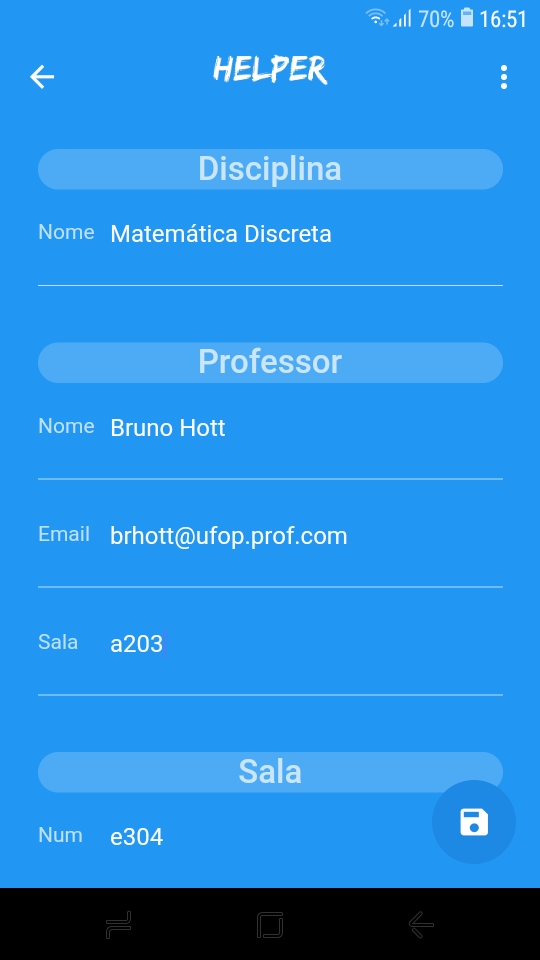 70% 16:51
HELPER
Disciplina
Nome Matemática Discreta
Professor
Nome Bruno Hott
Email brhott@ufop.prof.com
Sala a203
Sala
Num e304